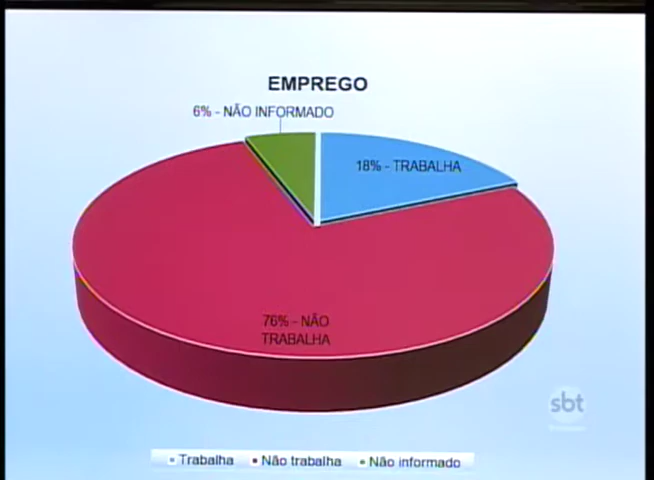 EMPREGO
6% - NÃO INFORMADO
18% - TRABALHA
76% - NÃO
TRABALHA
sbt
Trabalha Não trabalha Não informado